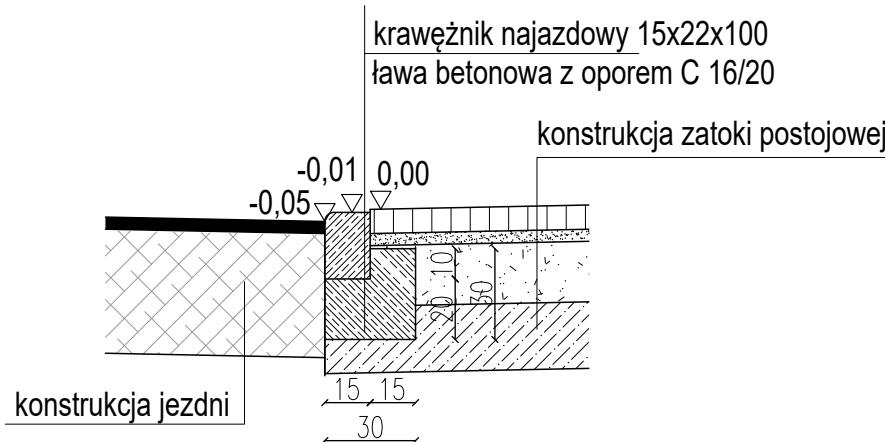 krawężnik najazdowy 15x22x100
ława betonowa z oporem C 16/20
konstrukcja zatoki postojowej
-0,01 0,00
-0,05
10
20
30
15 15
konstrukcja jezdni
30